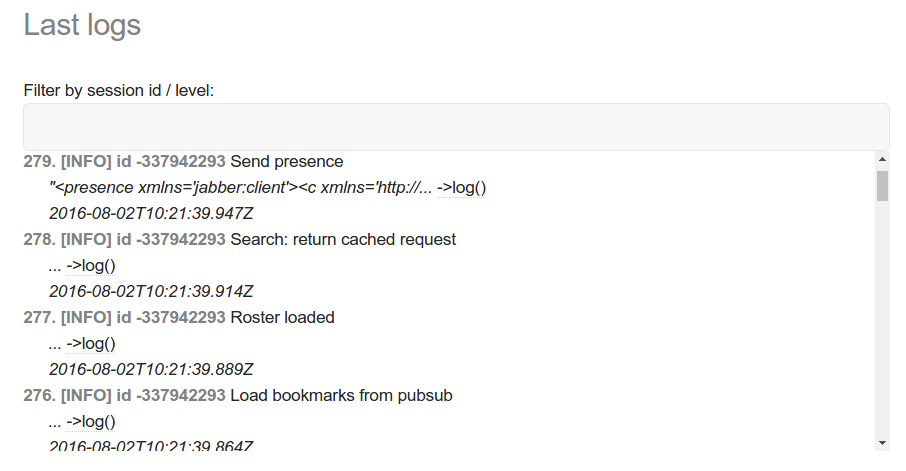 Last logs
Filter by session id / level:
279. [INFO] id -337942293 Send presence
"<presence xmlns='jabber:client'><c xmlns='http://... ->log()
2016-08-02T10:21:39.947Z
278. [INFO] id -337942293 Search: return cached request
... ->log()
2016-08-02T10:21:39.914Z
277. [INFO] id -337942293 Roster loaded
... ->log()
2016-08-02T10:21:39.889Z
276. [INFO] id -337942293 Load bookmarks from pubsub
... ->log()
2016-08-02T10:21:39.864Z